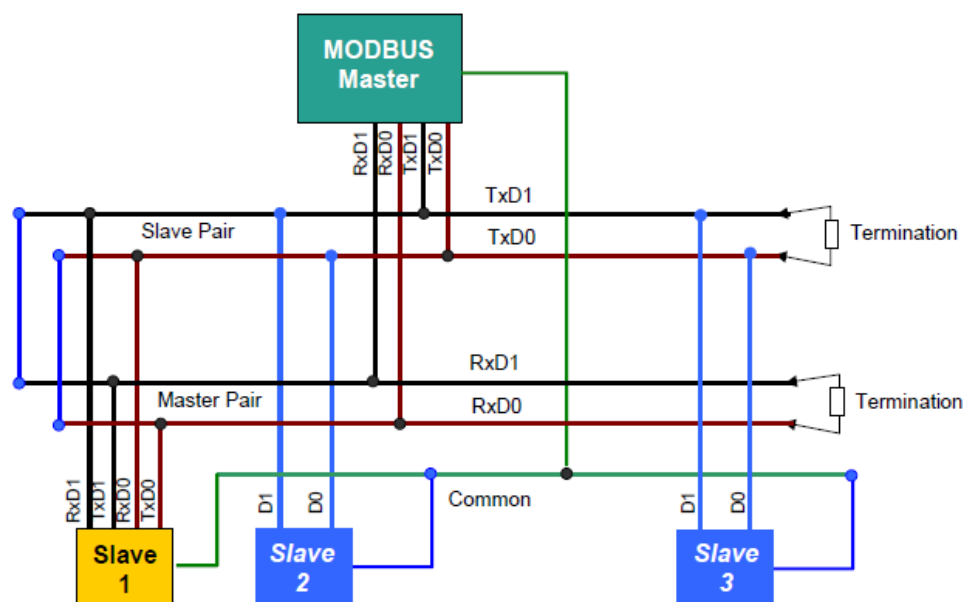 MODBUS
Master
RxD1
RxD0
TxD1
TxD0
TxD1
Slave Pair
TxD0
Termination
RxD1
Master Pair
RxD0
Termination
RxD1
TxD1
RxD0
TxD0
D1
D0
Common
D1
D0
Slave
1
Slave
2
Slave
3